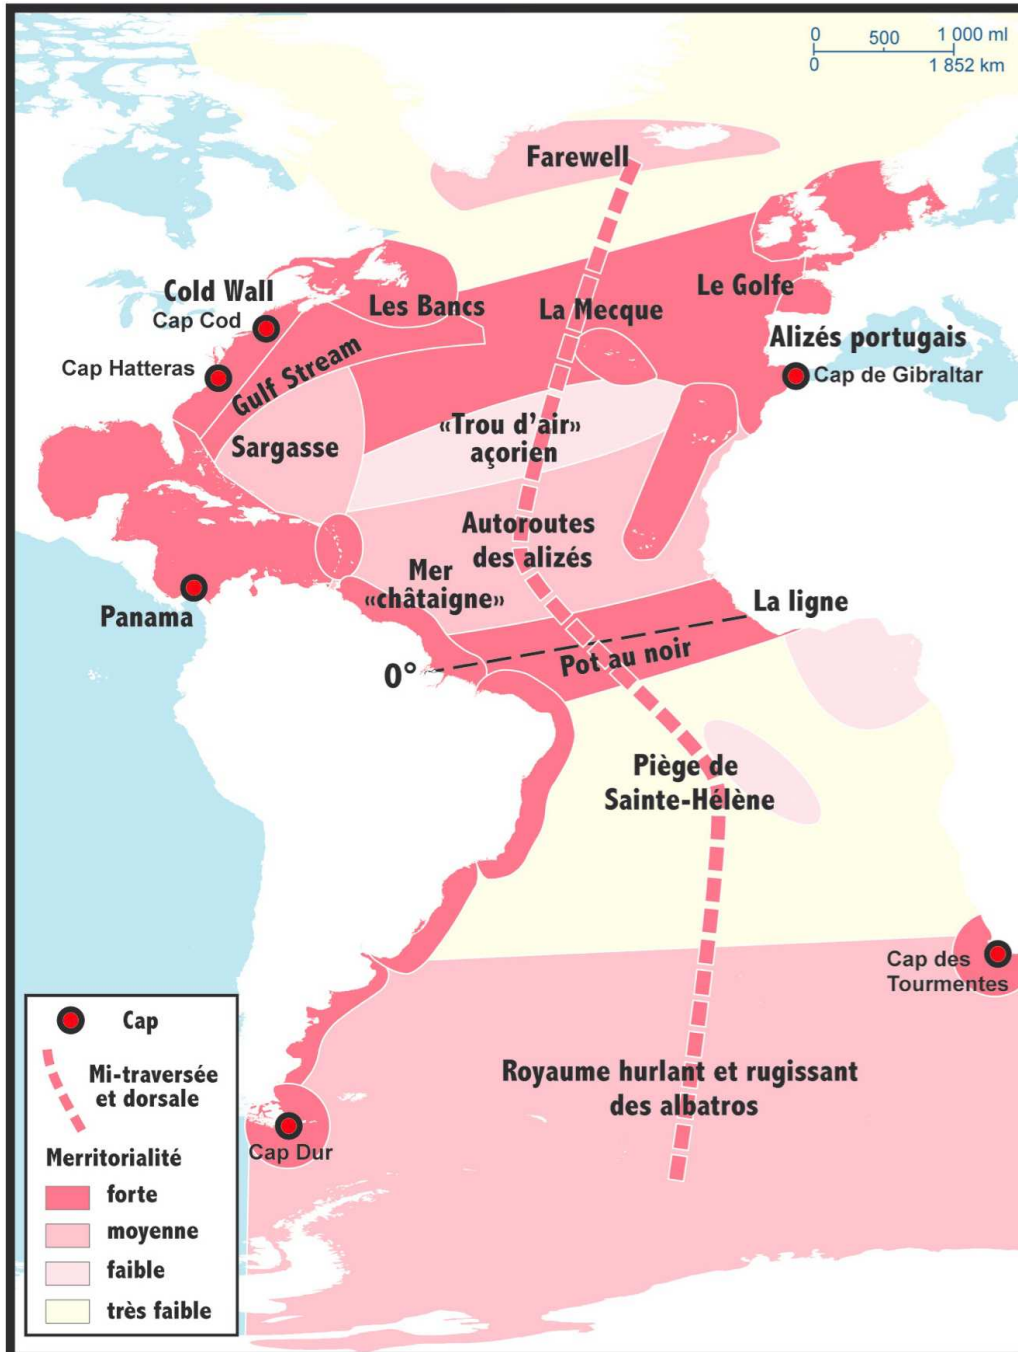 0 500 1 000 ml
0 1 852 km
Farewell
Cold Wall
Cap Cod
Les Bancs
La Mecque
Le Golfe
Cap Hatteras
Gulf Stream
Alizés portugais
Cap de Gibraltar
Sargasse
«Trou d’air»
açorien
Autoroutes
des alizés
Mer
«châtaigne»
Panama
La ligne
0°
Pot au noir
Piège de
Sainte-Hélène
Cap des
Tourmentes
Royaume hurlant et rugissant
des albatros
Cap Dur
Cap
Mi-traversée
et dorsale
Merritorialité
forte
moyenne
faible
très faible